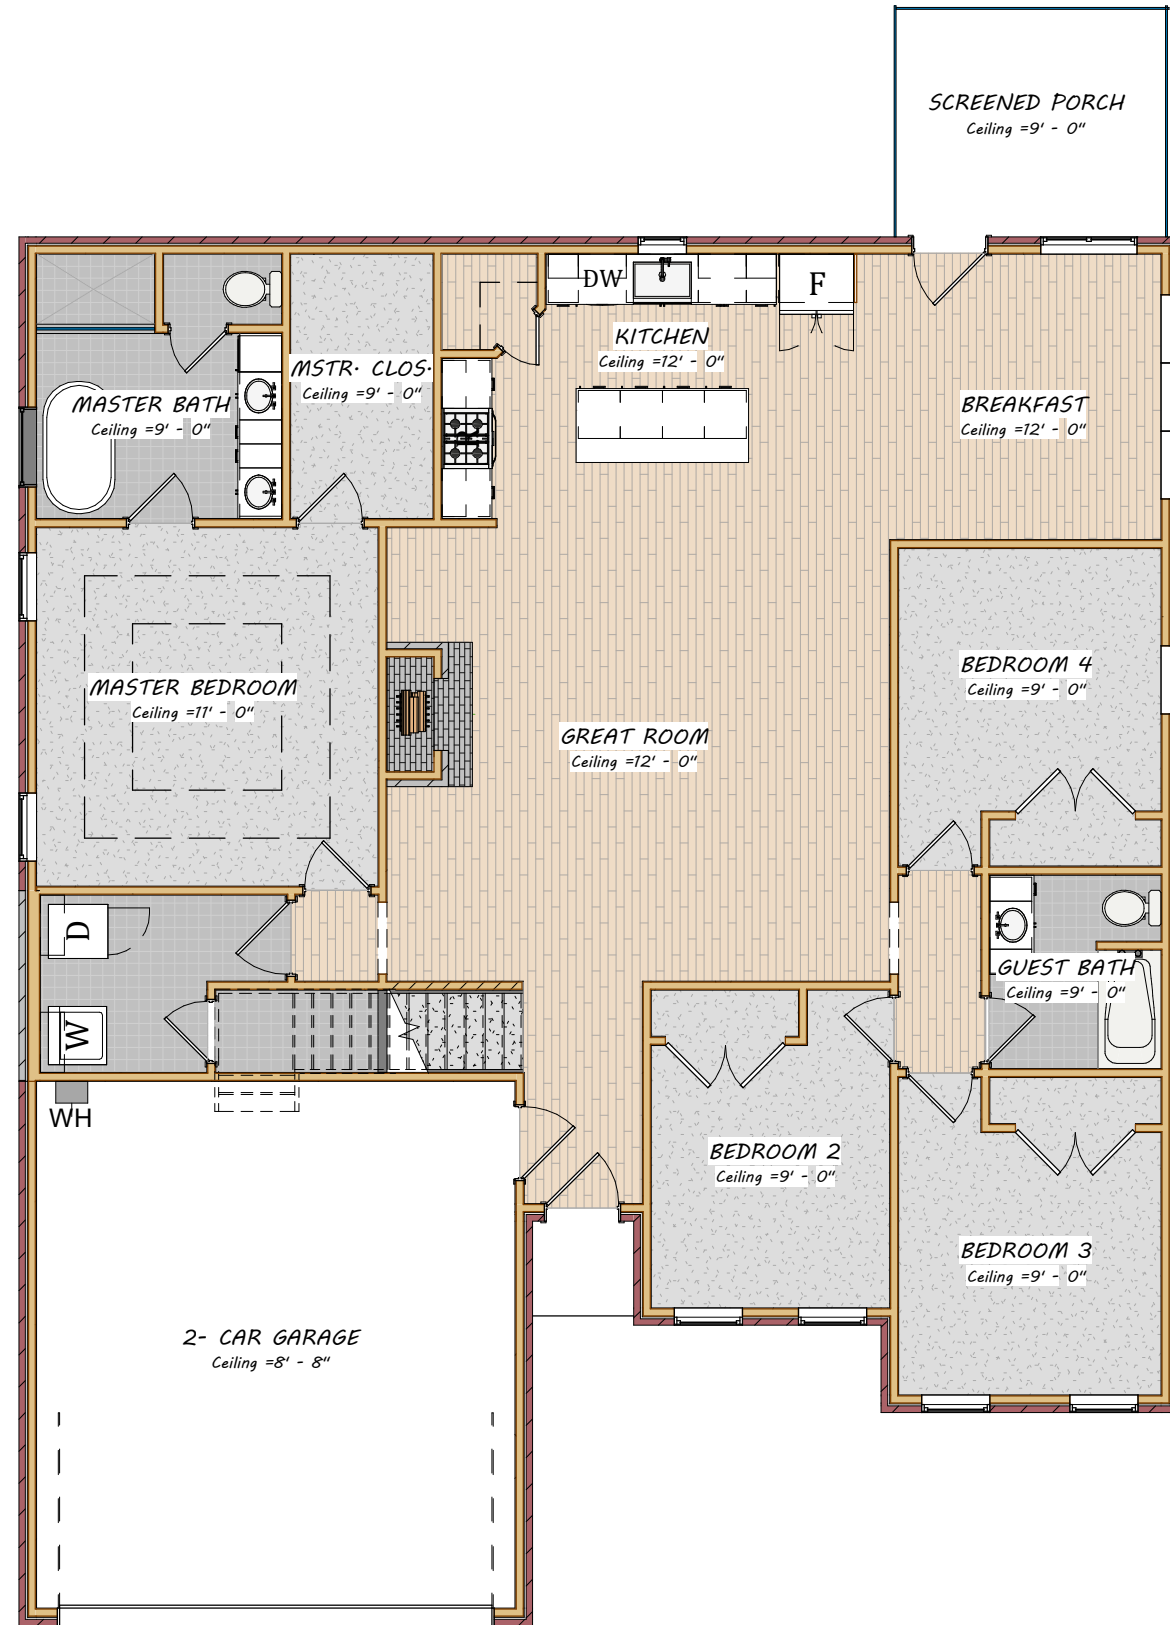 SCREENED PORCH
Ceiling =9' - 0"
DW
F
KITCHEN
Ceiling =12' - 0"
MSTR. CLOS.
Ceiling =9' - 0"
MASTER BATH
Ceiling =9' - 0"
BREAKFAST
Ceiling =12' - 0"
BEDROOM 4
Ceiling =9' - 0"
MASTER BEDROOM
Ceiling =11' - 0"
GREAT ROOM
Ceiling =12' - 0"
D
GUEST BATH
Ceiling =9' - 0"
W
WH
BEDROOM 2
Ceiling =9' - 0"
BEDROOM 3
Ceiling =9' - 0"
2- CAR GARAGE
Ceiling =8' - 8"